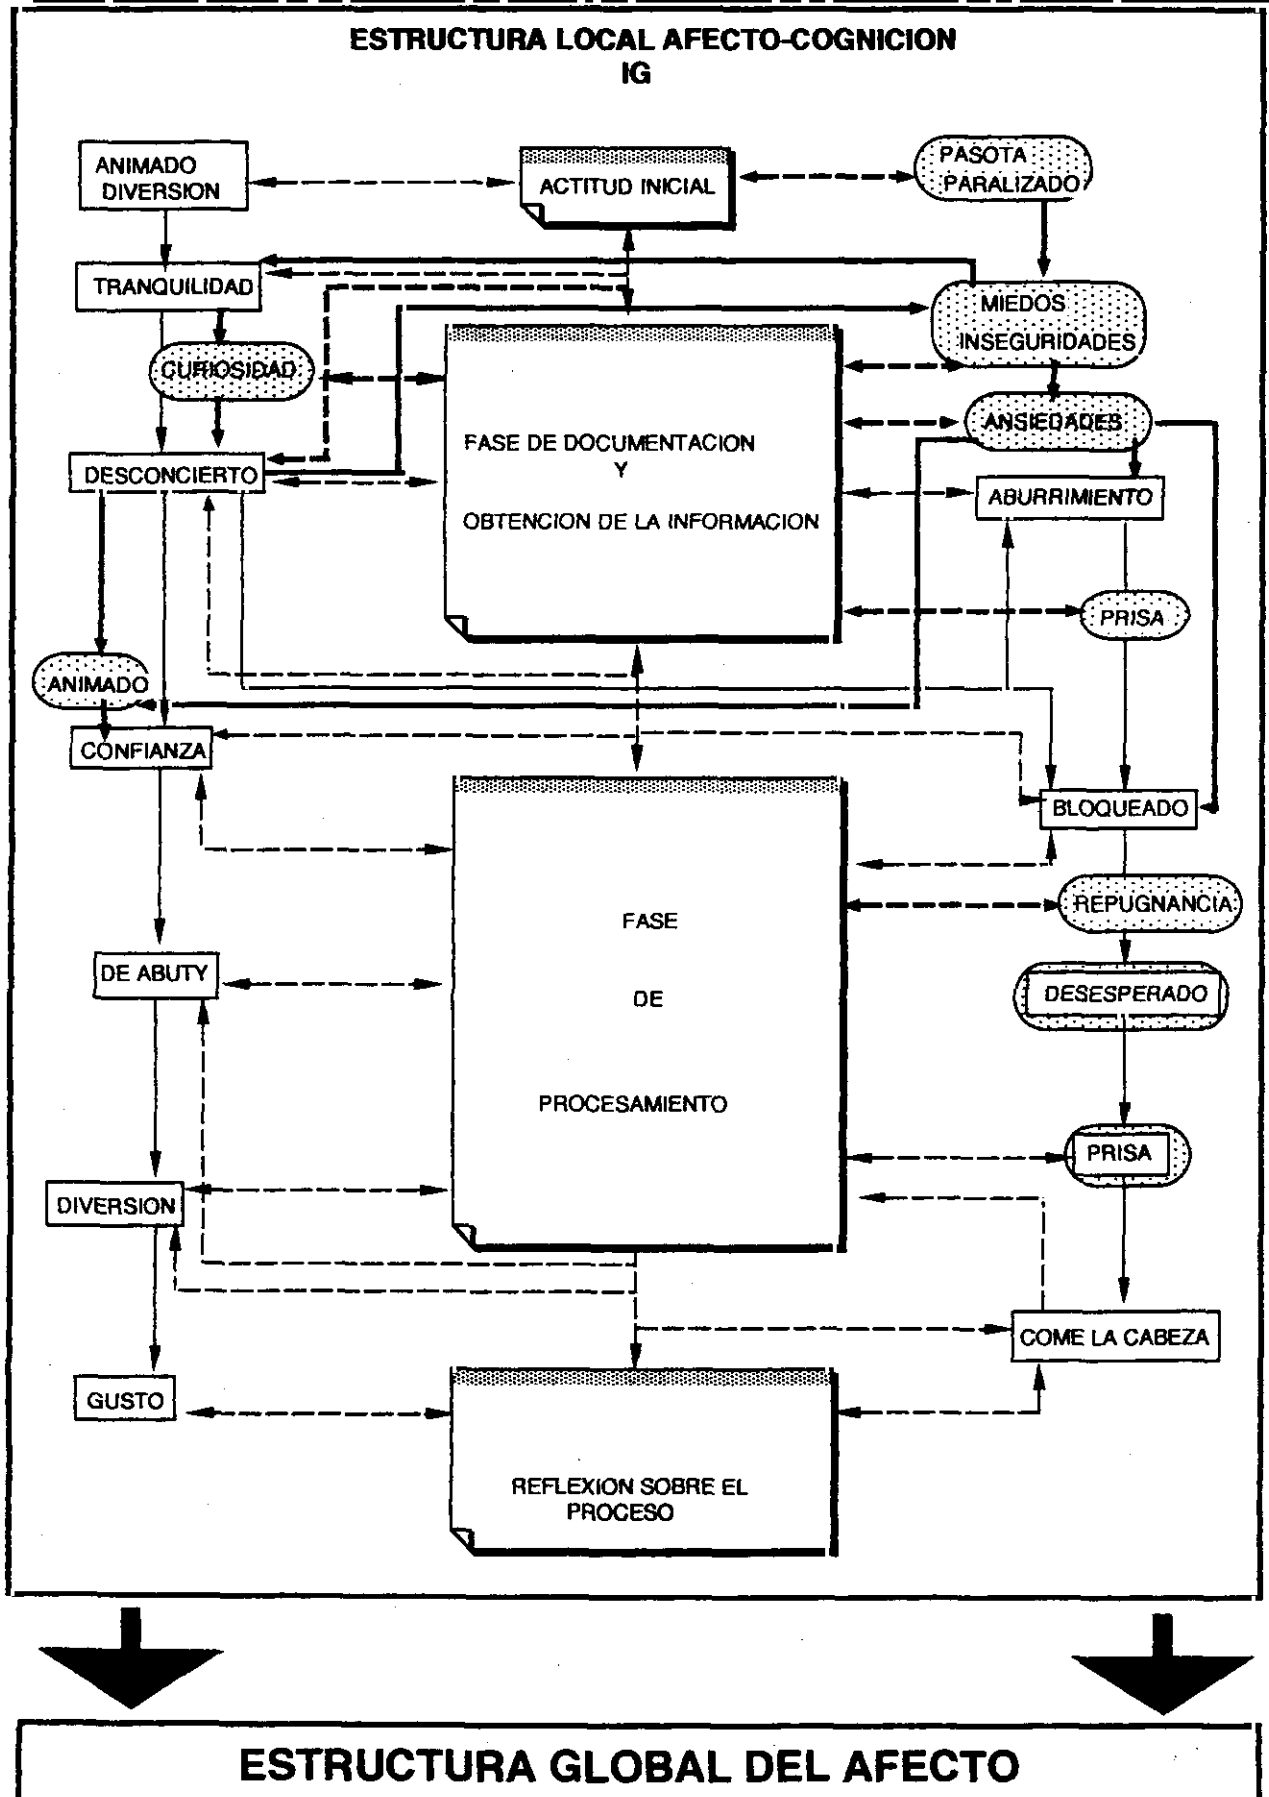 ESTRUCTURA LOCAL AFECTO-COGNICION
IG
ANIMADO
DIVERSION
ACTITUD INICIAL
PASOTA
PARALIZADO
TRANQUILIDAD
MIEDOS
INSEGURIDADES
CURIOSIDAD
ANSIEDADES
FASE DE DOCUMENTACION
Y
OBTENCION DE LA INFORMACION
DESCONCIERTO
ABURRIMIENTO
PRISA
ANIMADO
CONFIANZA
BLOQUEADO
FASE
DE
PROCESAMIENTO
REPUGNANCIA
DE ABUTY
DESESPERADO
PRISA
DIVERSION
COME LA CABEZA
GUSTO
REFLEXION SOBRE EL
PROCESO
ESTRUCTURA GLOBAL DEL AFECTO